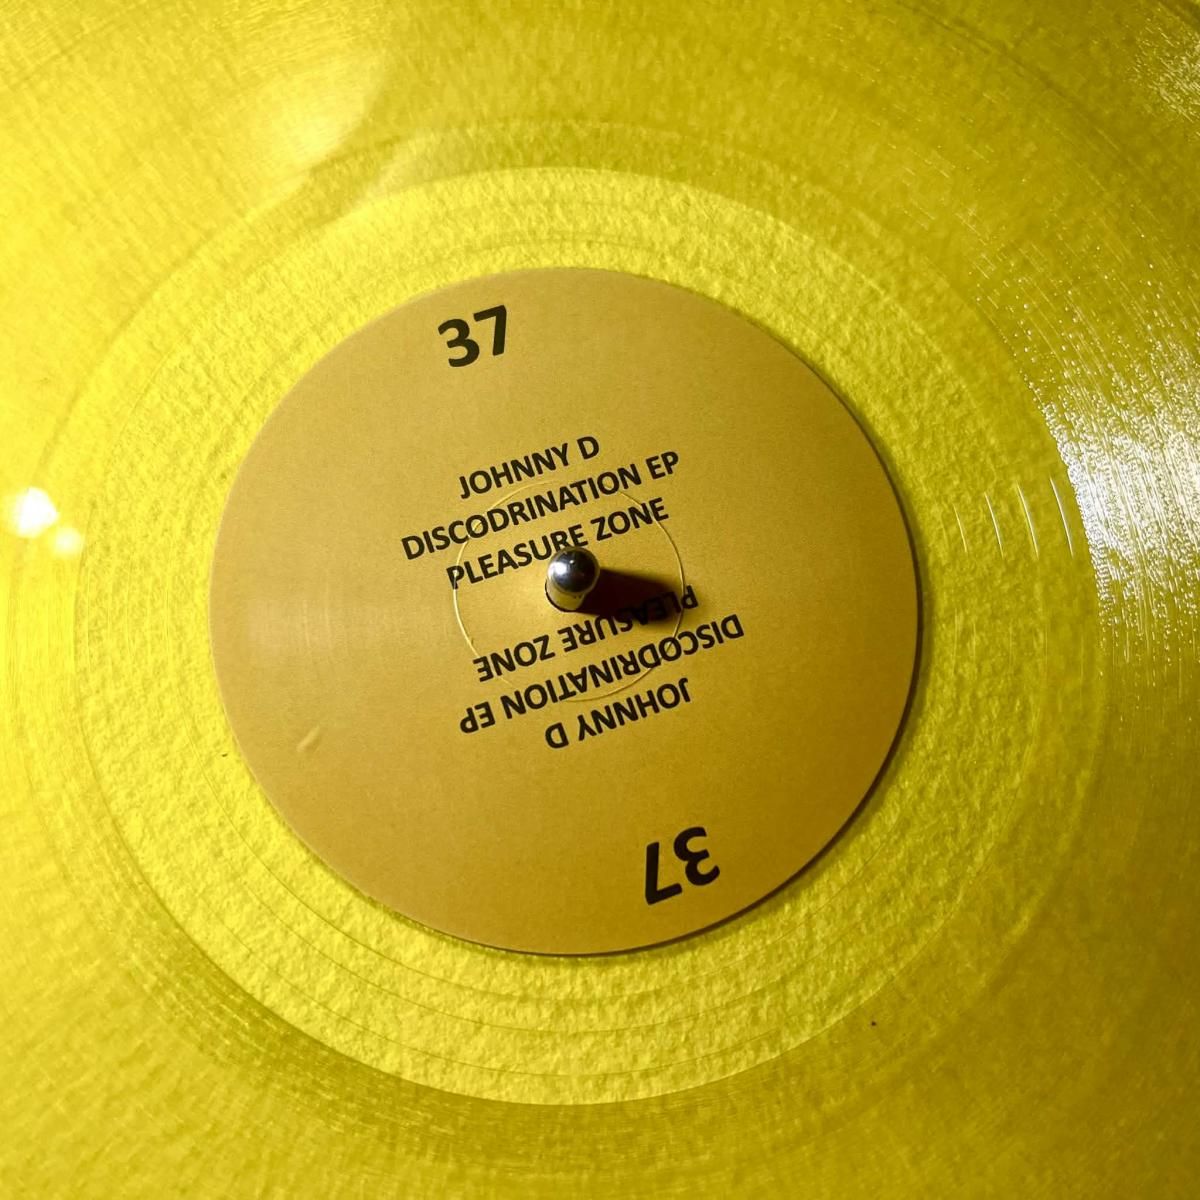 37
JOHNNY D
DISCODRINATION EP
PLEASURE ZONE
PLEASURE ZONE
DISCODRINATION EP
JOHNNY D
37